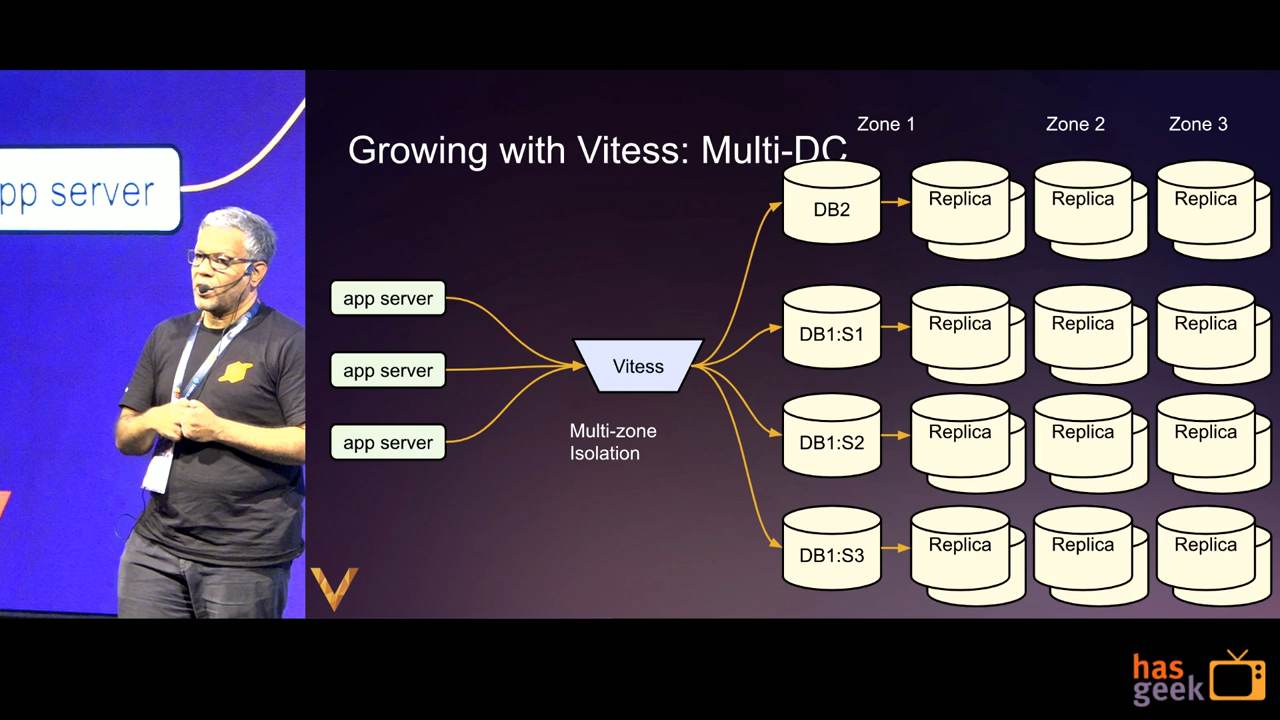 pp server
Growing with Vitess: Multi-DC
Zone 1
Zone 2
Zone 3
DB2
Replica
Replica
Replica
app server
app server
app server
Vitess
Multi-zone
Isolation
DB1:S1
Replica
Replica
Replica
DB1:S2
Replica
Replica
Replica
DB1:S3
Replica
Replica
Replica
V
has
geek